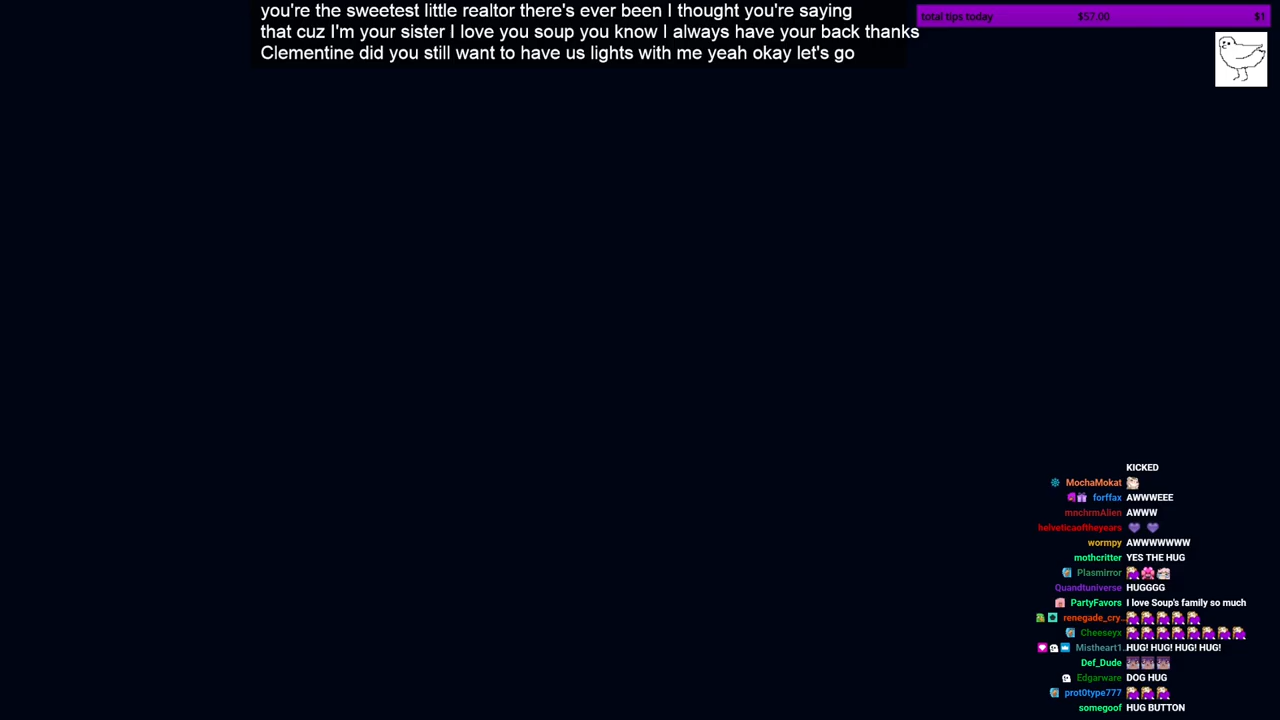 you're the sweetest little realtor there's ever been I thought you're saying
that cuz I'm your sister I love you soup you know I always have your back thanks
Clementine did you still want to have us lights with me yeah okay let's go
total tips today $57.00 $1
KICKED
MochaMokat
forffax AWWWEEE
mnchrmAlien AWWW
helveticaoftheyears
wormpy AWWWWWWW
mothcritter YES THE HUG
Plasmirror
Quandtuniverse HUGGGG
PartyFavors I love Soup's family so much
renegade_cry...
Cheeseyx
Mistheart1... HUG! HUG! HUG! HUG!
Def_Dude
Edgarware DOG HUG
prot0type777
somegoof HUG BUTTON